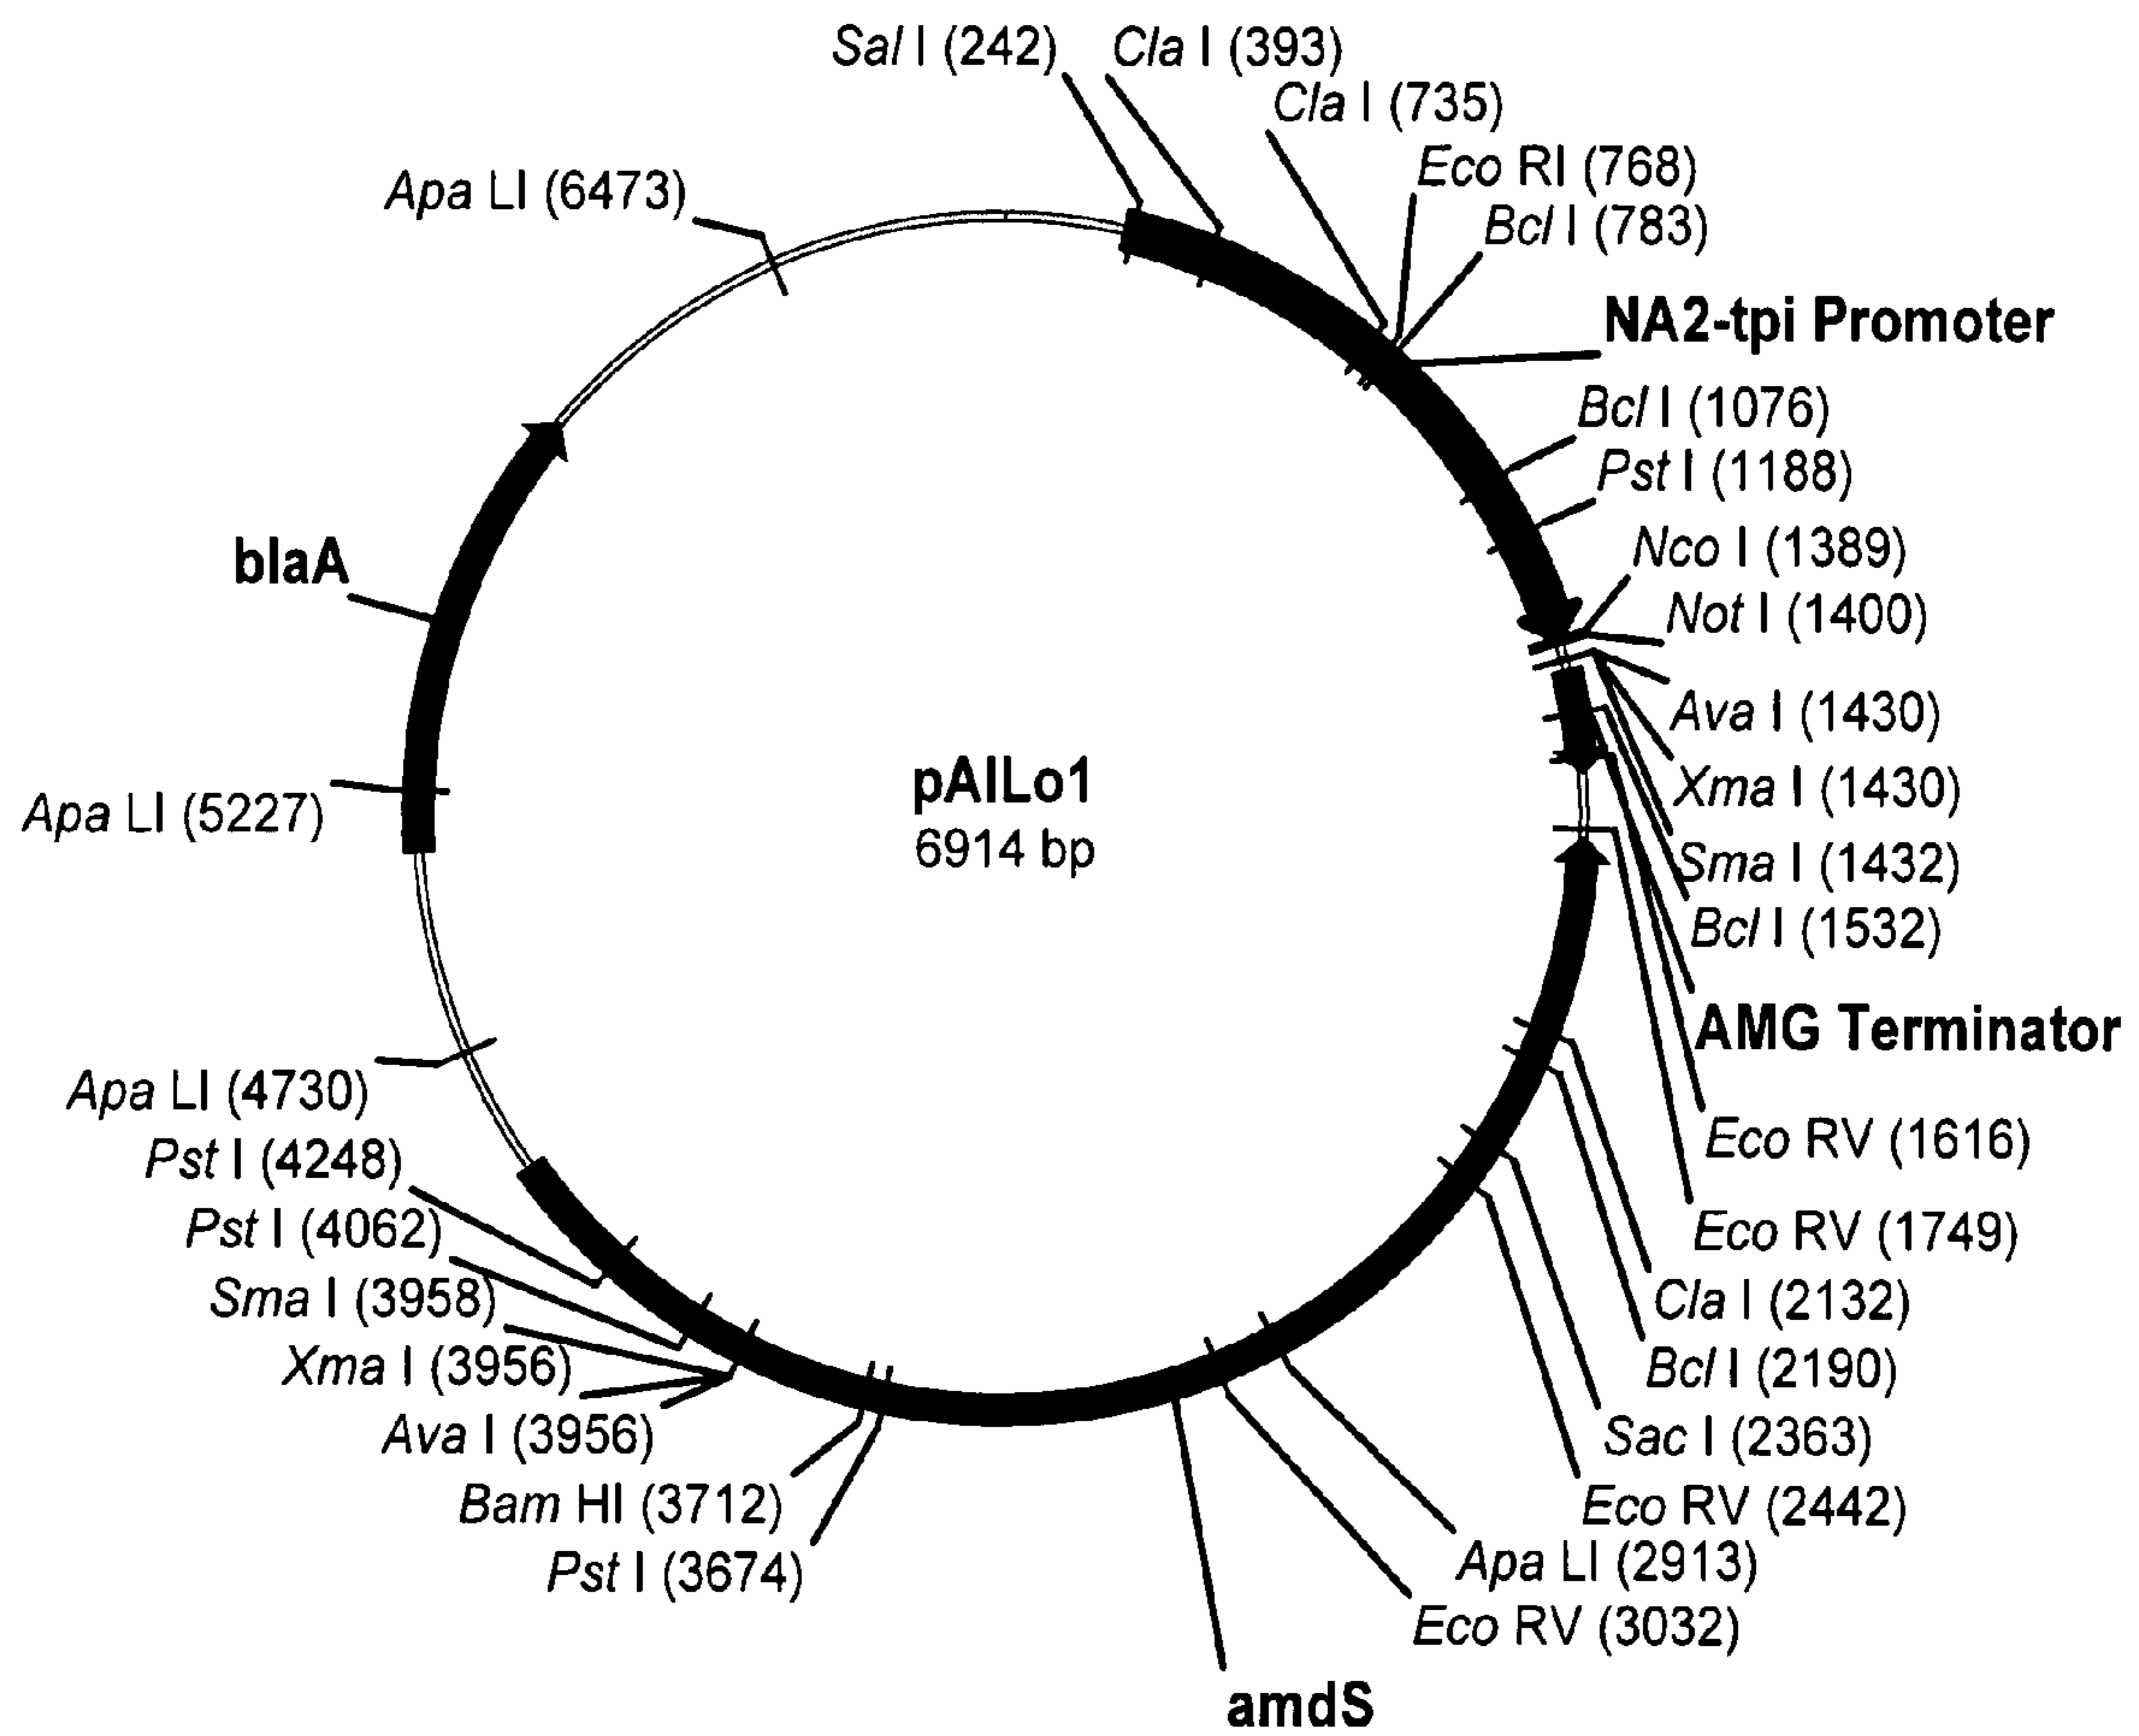 Sal I (242)
Cla I (393)
Cla I (735)
Eco RI (768)
Bcl I (783)
NA2-tpi Promoter
Bcl I (1076)
Pst I (1188)
Nco I (1389)
Not I (1400)
Ava I (1430)
Xma I (1430)
Sma I (1432)
Bcl I (1532)
AMG Terminator
Eco RV (1616)
Eco RV (1749)
Cla I (2132)
Bcl I (2190)
Sac I (2363)
Eco RV (2442)
Apa LI (2913)
Eco RV (3032)
amdS
Pst I (3674)
Bam HI (3712)
Ava I (3956)
Xma I (3956)
Sma I (3958)
Pst I (4062)
Pst I (4248)
Apa LI (4730)
Apa LI (5227)
blaA
Apa LI (6473)
pAlLo1
6914 bp